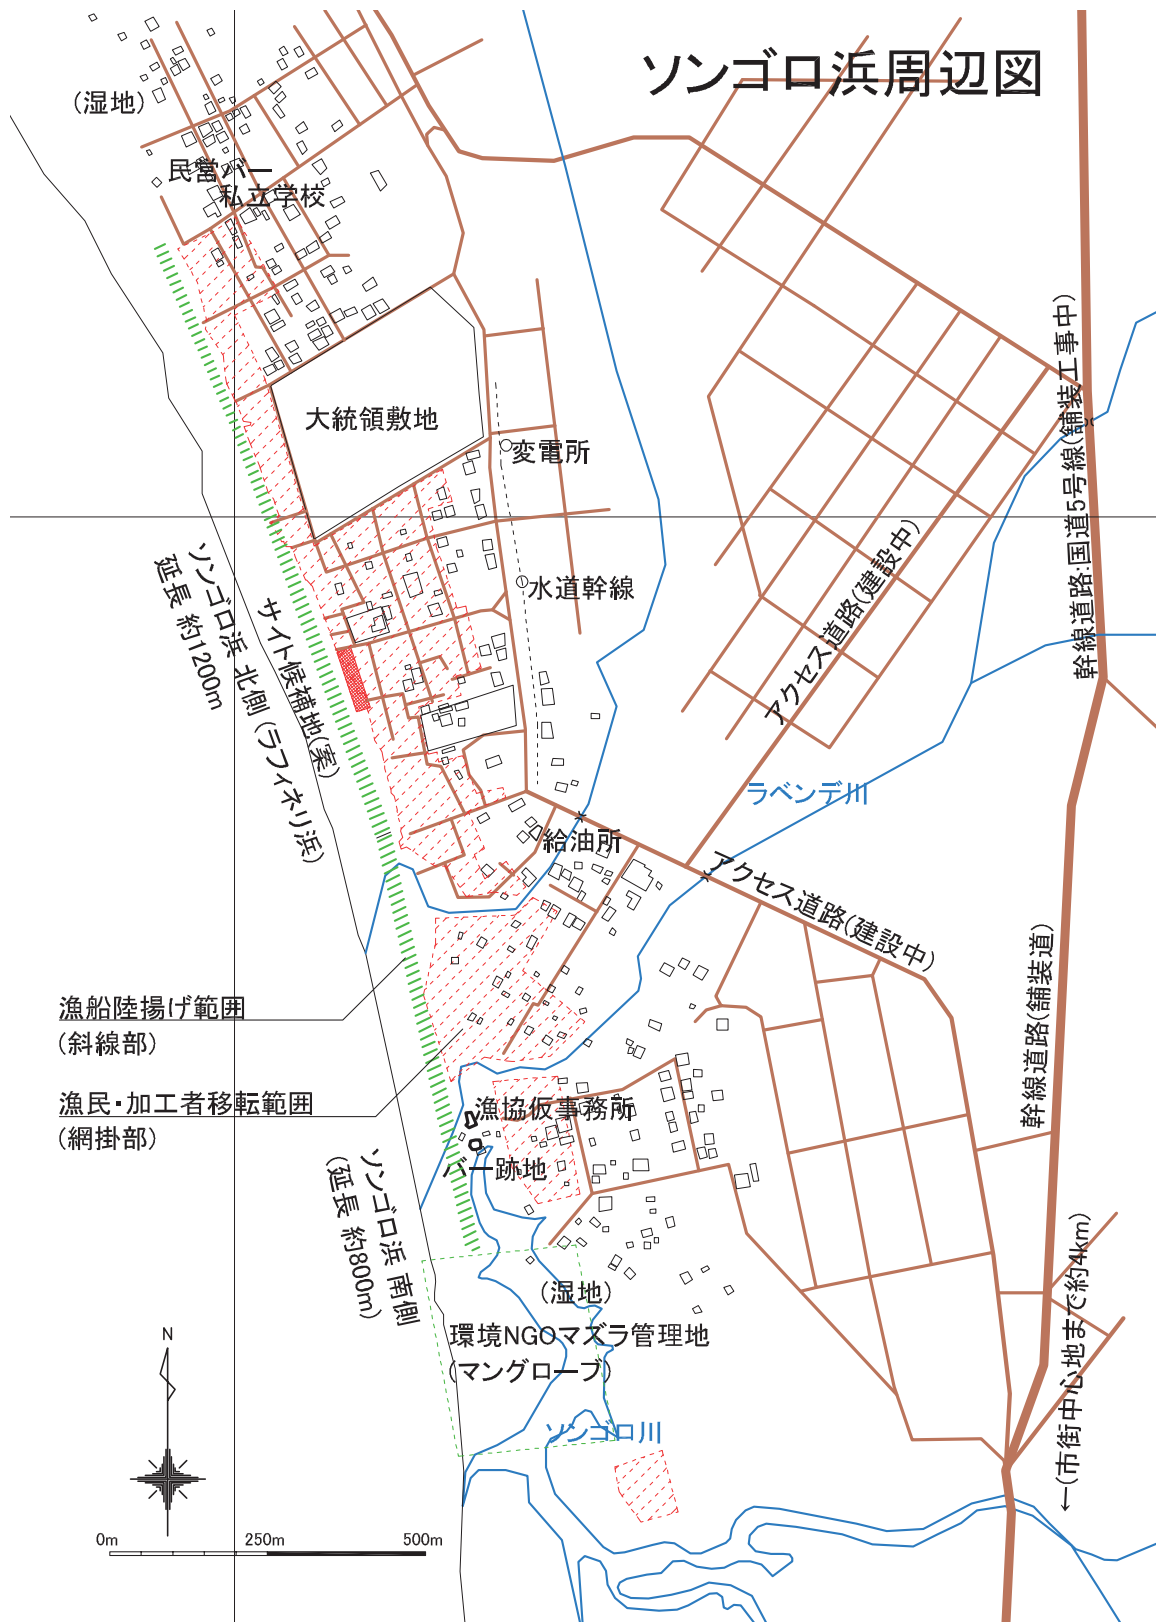 ソンゴロ浜周辺図
(湿地)
民営バー
私立学校
大統領敷地
変電所
水道幹線
幹線道路:国道5号線(舗装工事中)
アクセス道路(建設中)
ソンゴロ浜 北側 (ラフィネリ浜)
延長 約1200m
サイト候補地(案)
ラベンデ川
給油所
アクセス道路(建設中)
幹線道路(舗装道)
漁船陸揚げ範囲
(斜線部)
漁民・加工者移転範囲
(網掛部)
漁協仮事務所
バー跡地
ソンゴロ浜 南側
(延長 約800m)
(湿地)
環境NGOマズラ管理地
(マングローブ)
ソンゴロ川
←(市街中心地まで約4km)
N
0m 250m 500m